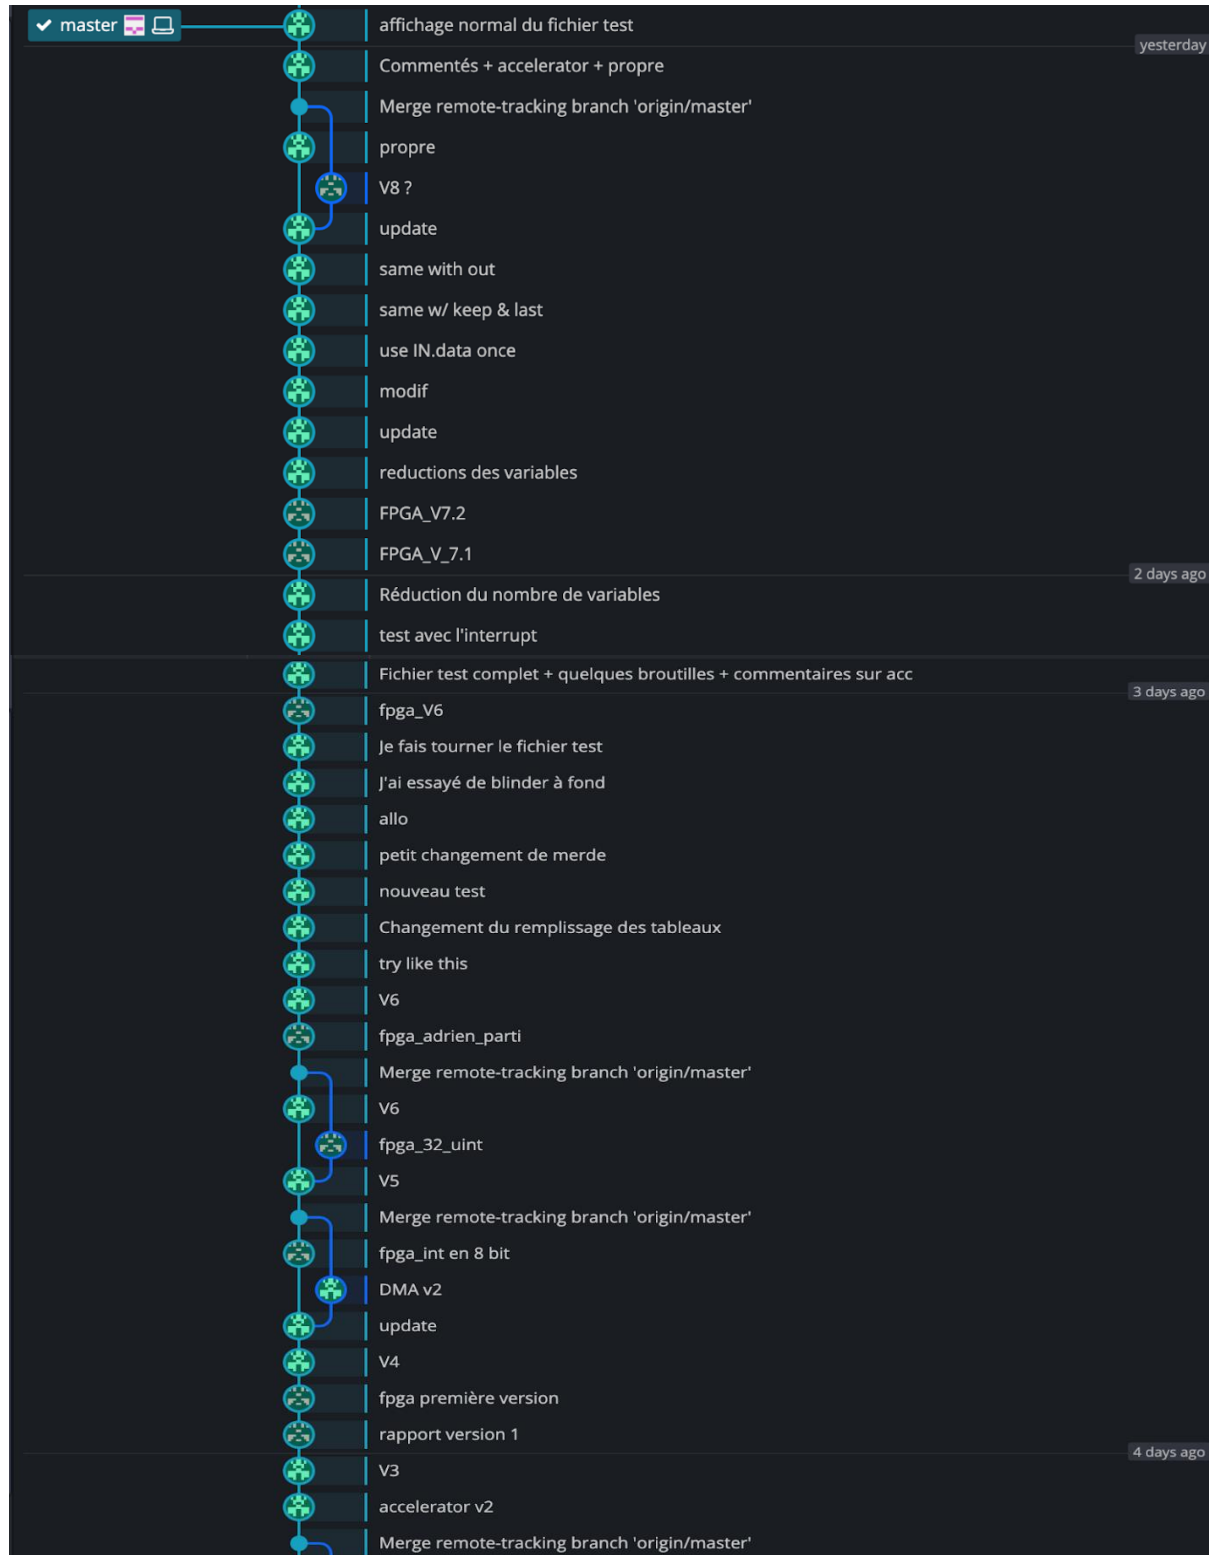 master
affichage normal du fichier test
yesterday
Commentés + accelerator + propre
Merge remote-tracking branch 'origin/master'
propre
V8 ?
update
same with out
same w/ keep & last
use IN.data once
modif
update
reductions des variables
FPGA_V7.2
FPGA_V_7.1
2 days ago
Réduction du nombre de variables
test avec l'interrupt
Fichier test complet + quelques broutilles + commentaires sur acc
3 days ago
fpga_V6
Je fais tourner le fichier test
J'ai essayé de blinder à fond
allo
petit changement de merde
nouveau test
Changement du remplissage des tableaux
try like this
V6
fpga_adrien_parti
Merge remote-tracking branch 'origin/master'
V6
fpga_32_uint
V5
Merge remote-tracking branch 'origin/master'
fpga_int en 8 bit
DMA v2
update
V4
fpga première version
rapport version 1
4 days ago
V3
accelerator v2
Merge remote-tracking branch 'origin/master'